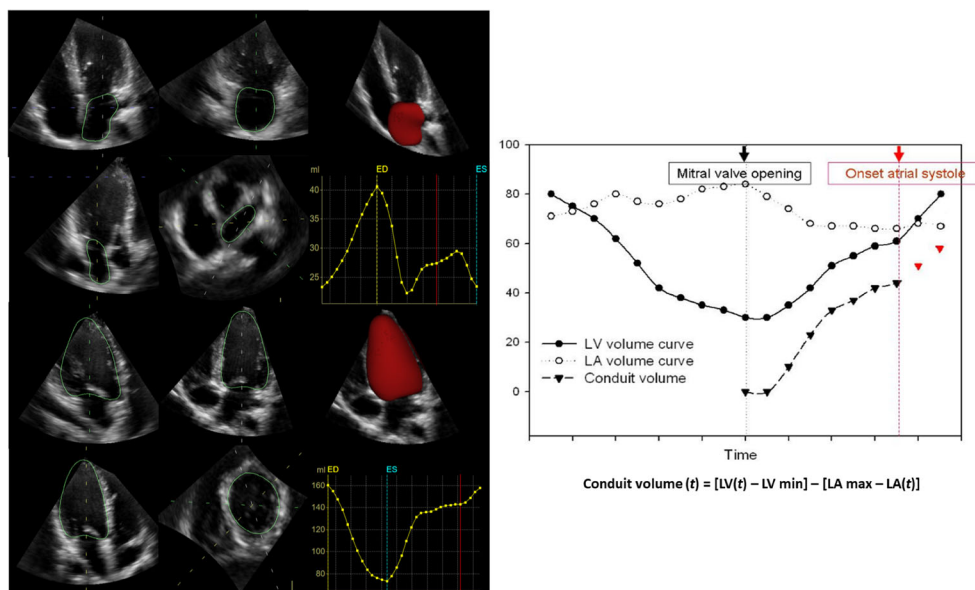 ml
ED
ES
40
35
30
25
ml
ED
ES
160
140
120
100
80
100
80
60
40
20
0
Mitral valve opening
Onset atrial systole
LV volume curve
LA volume curve
Conduit volume
Time
Conduit volume (t) = [LV(t) – LV min] – [LA max – LA(t)]